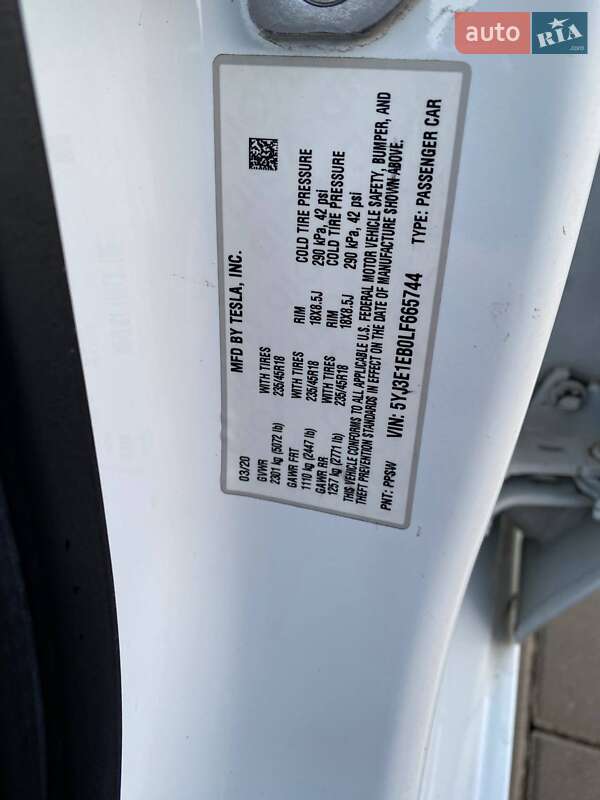 auto RIA.com
MFD BY TESLA, INC.
03/20
GVWR
2301 kg (5072 lb)
WITH TIRES
235/45R18
GAWR FRT
1110 kg (2447 lb)
WITH TIRES
235/45R18
RIM
18X8.5J
COLD TIRE PRESSURE
290 kPa, 42 psi
GAWR RR
1257 kg (2771 lb)
WITH TIRES
235/45R18
RIM
18X8.5J
COLD TIRE PRESSURE
290 kPa, 42 psi
THIS VEHICLE CONFORMS TO ALL APPLICABLE U.S. FEDERAL MOTOR VEHICLE SAFETY, BUMPER, AND
THEFT PREVENTION STANDARDS IN EFFECT ON THE DATE OF MANUFACTURE SHOWN ABOVE.
PNT: PPSW VIN: 5YJ3E1EB0LF665744 TYPE: PASSENGER CAR